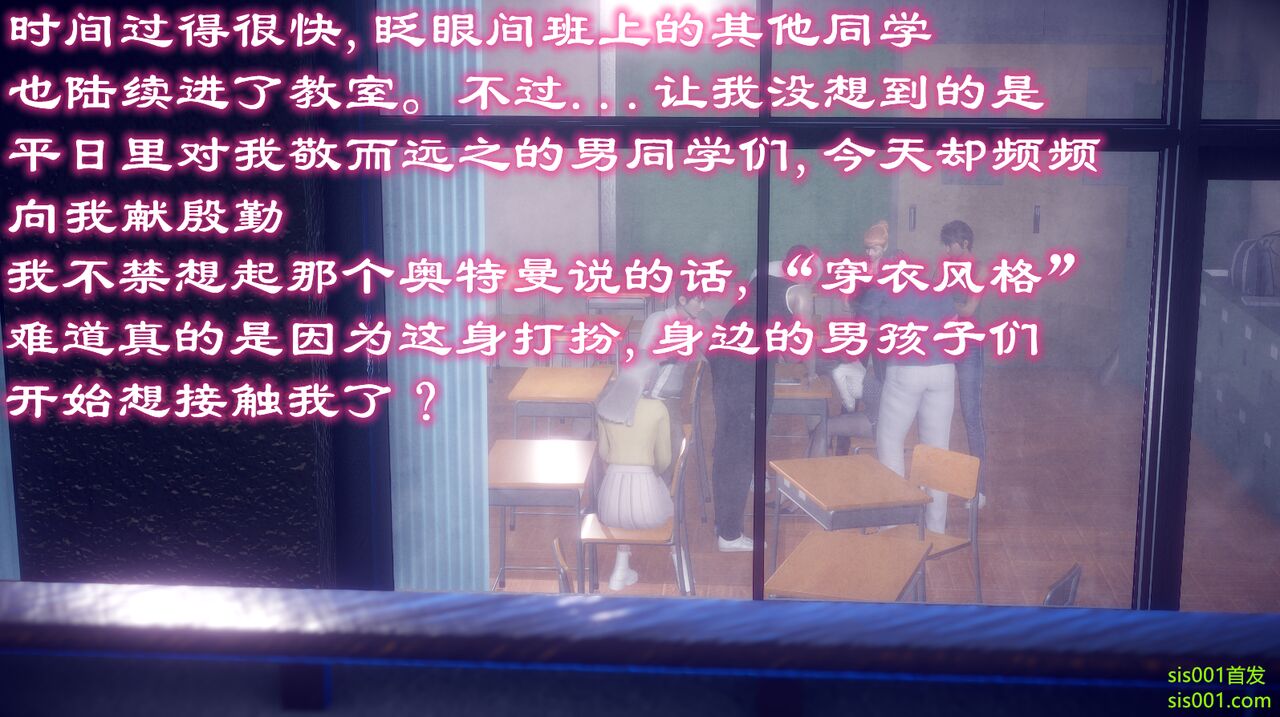 时间过得很快,眨眼间班上的其他同学
也陆续进了教室。不过...让我没想到的是
平日里对我敬而远之的男同学们,今天却频频
向我献殷勤
我不禁想起那个奥特曼说的话,“穿衣风格”
难道真的是因为这身打扮,身边的男孩子们
开始想接触我了?
sis001首发
sis001.com